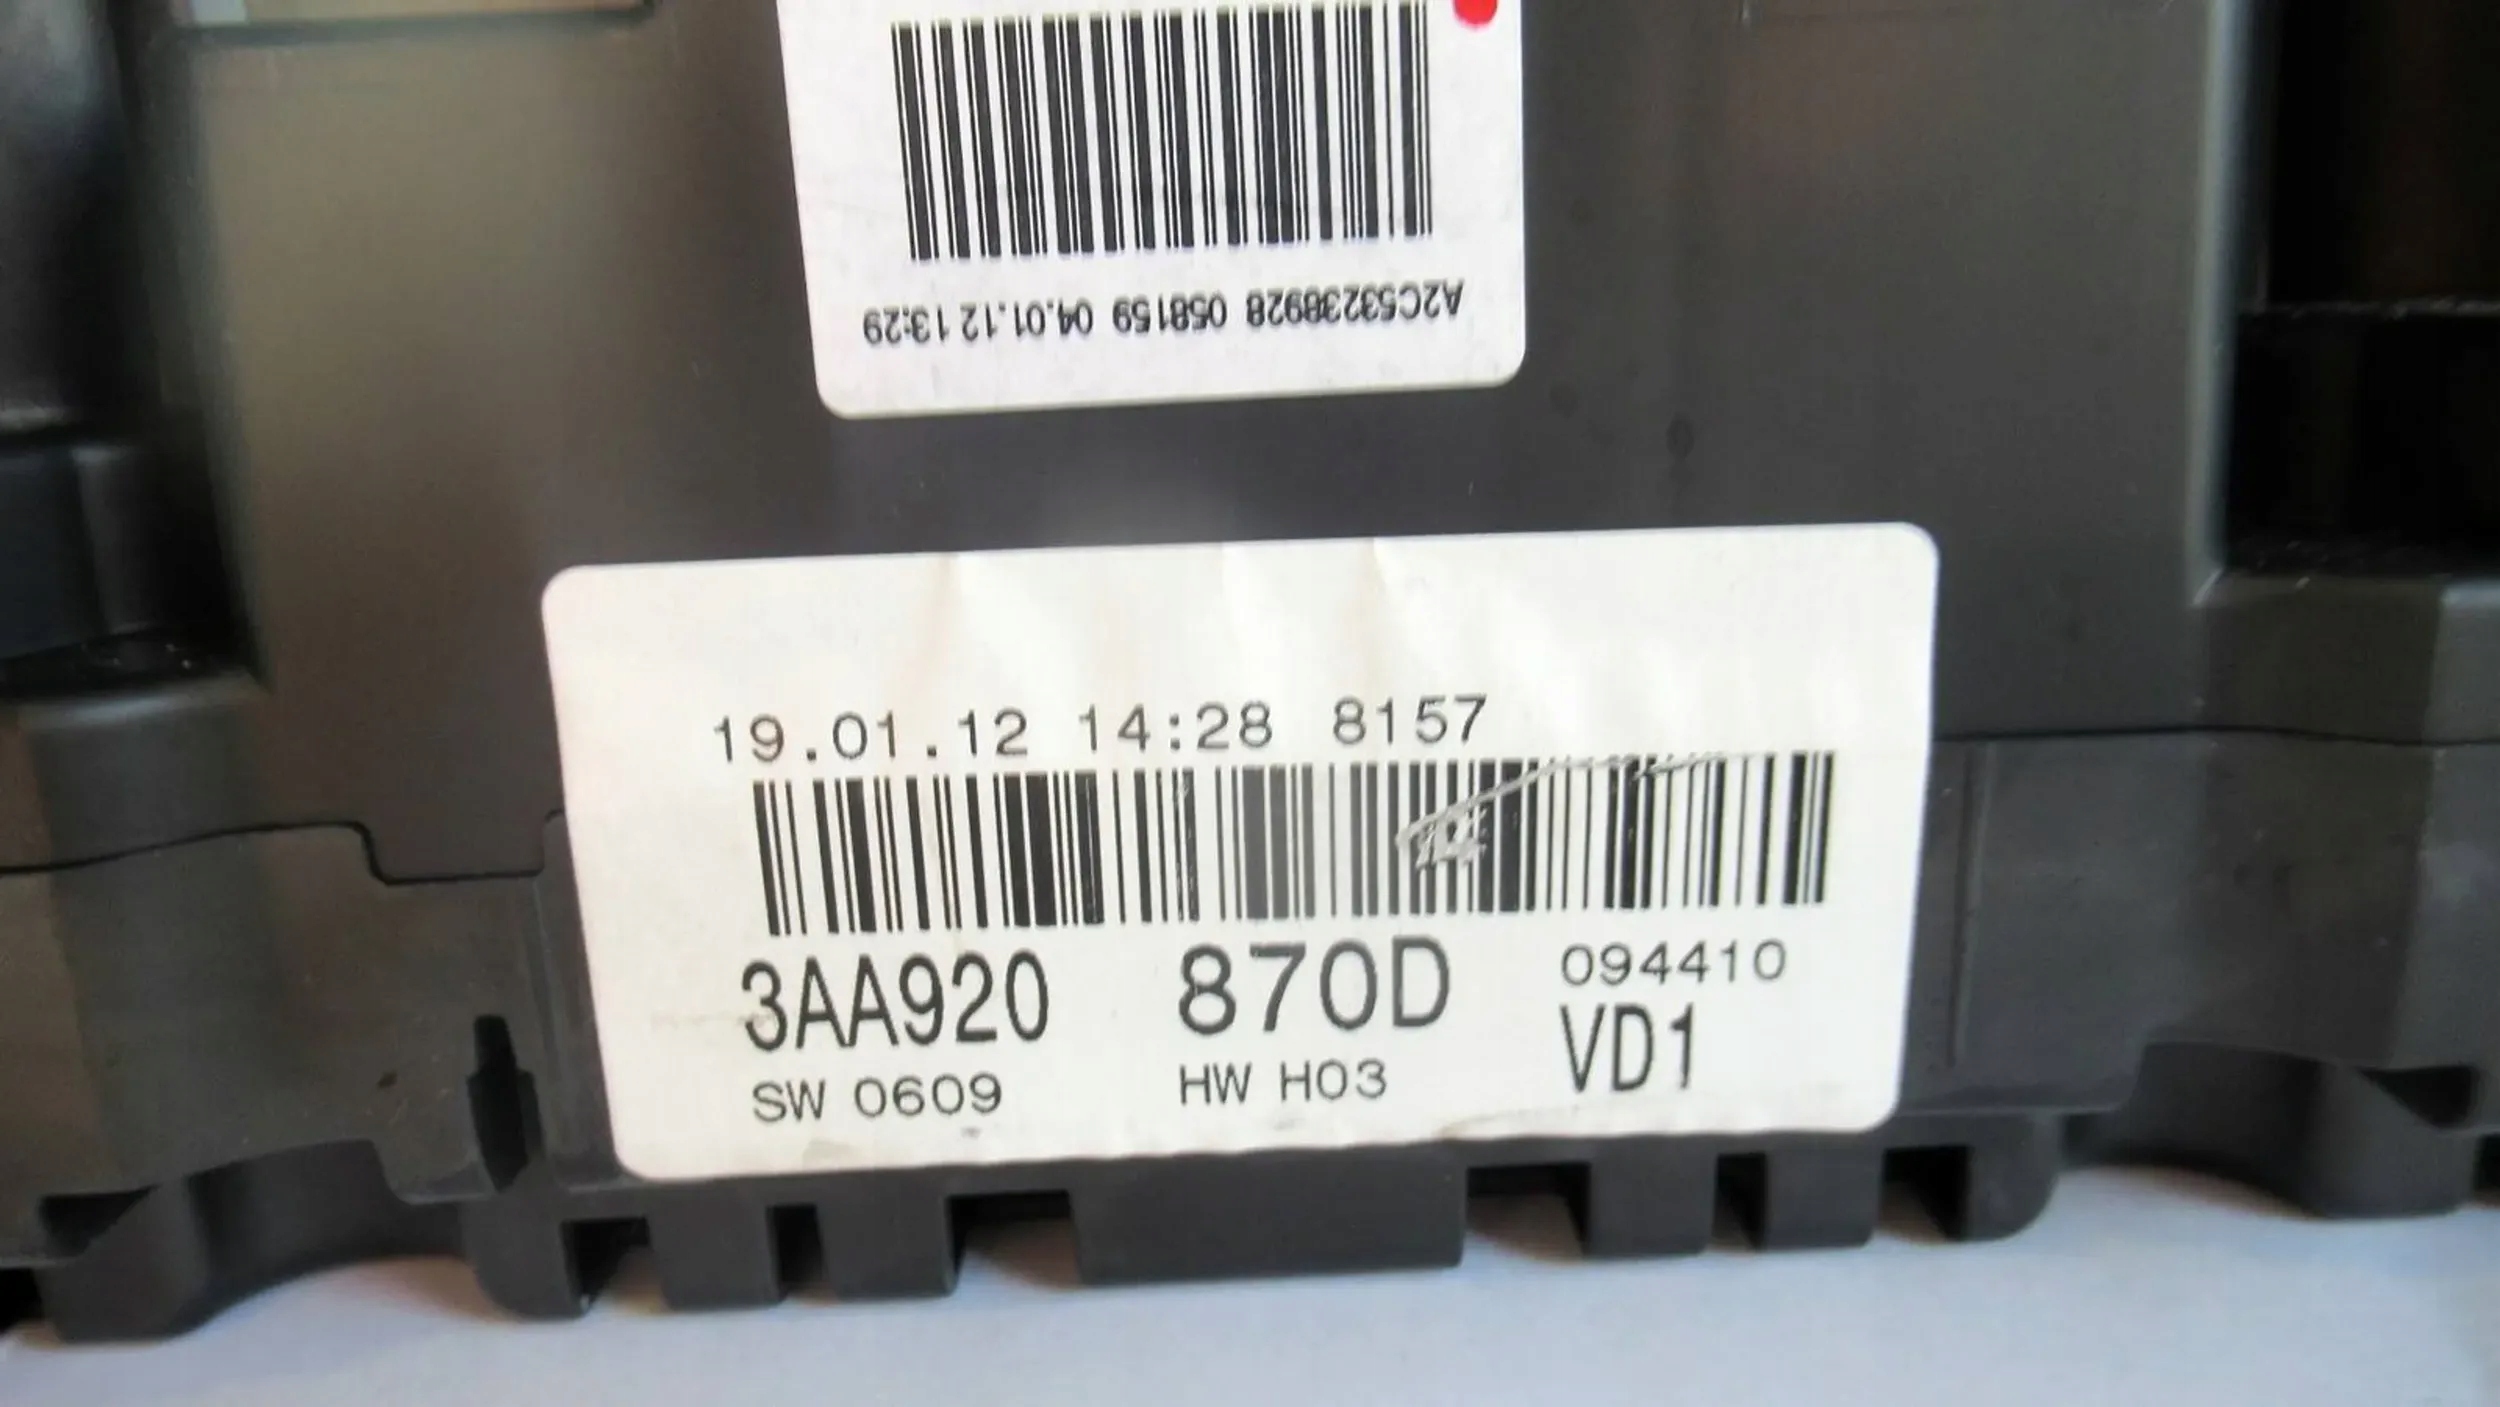 A2C53238928 058159 04.01.12 13:29
19.01.12 14:28 8157
3AA920 870D 094410
VD1
SW 0609 HW H03